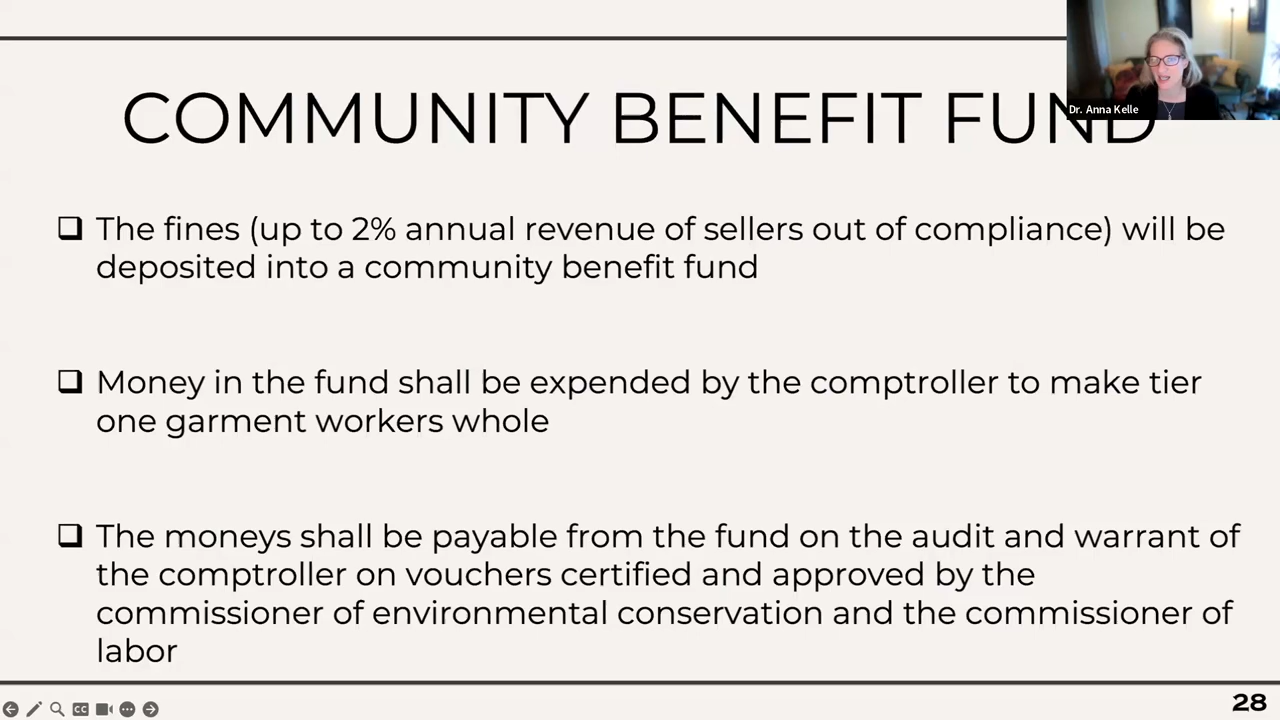 COMMUNITY BENEFIT FUND
Dr. Anna Kelle
The fines (up to 2% annual revenue of sellers out of compliance) will be
deposited into a community benefit fund
Money in the fund shall be expended by the comptroller to make tier
one garment workers whole
The moneys shall be payable from the fund on the audit and warrant of
the comptroller on vouchers certified and approved by the
commissioner of environmental conservation and the commissioner of
labor
CC
28